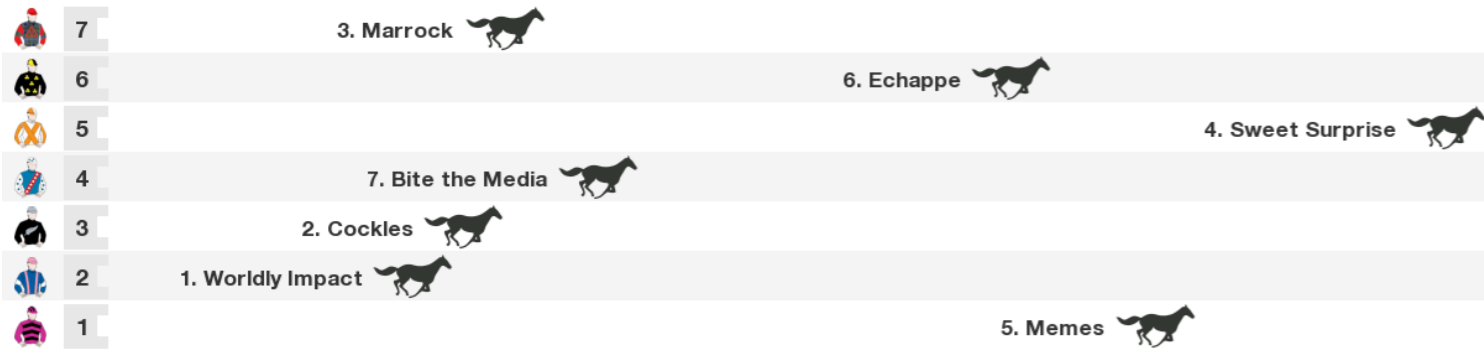 7 3. Marrock
6 6. Echappe
5 4. Sweet Surprise
4 7. Bite the Media
3 2. Cockles
2 1. Worldly Impact
1 5. Memes